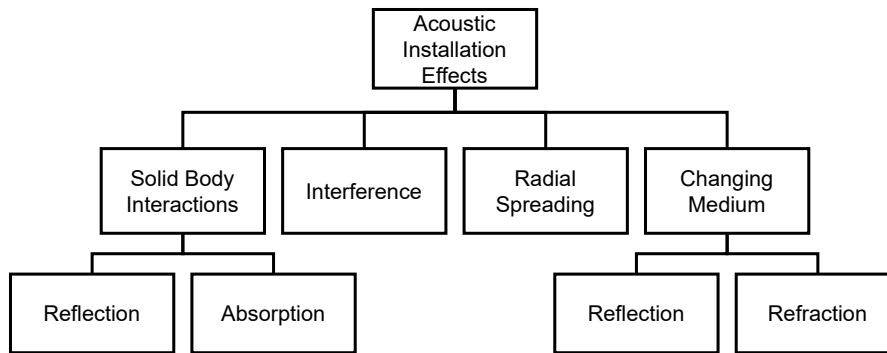 Acoustic
Installation
Effects
Solid Body
Interactions
Interference
Radial
Spreading
Changing
Medium
Reflection
Absorption
Reflection
Refraction